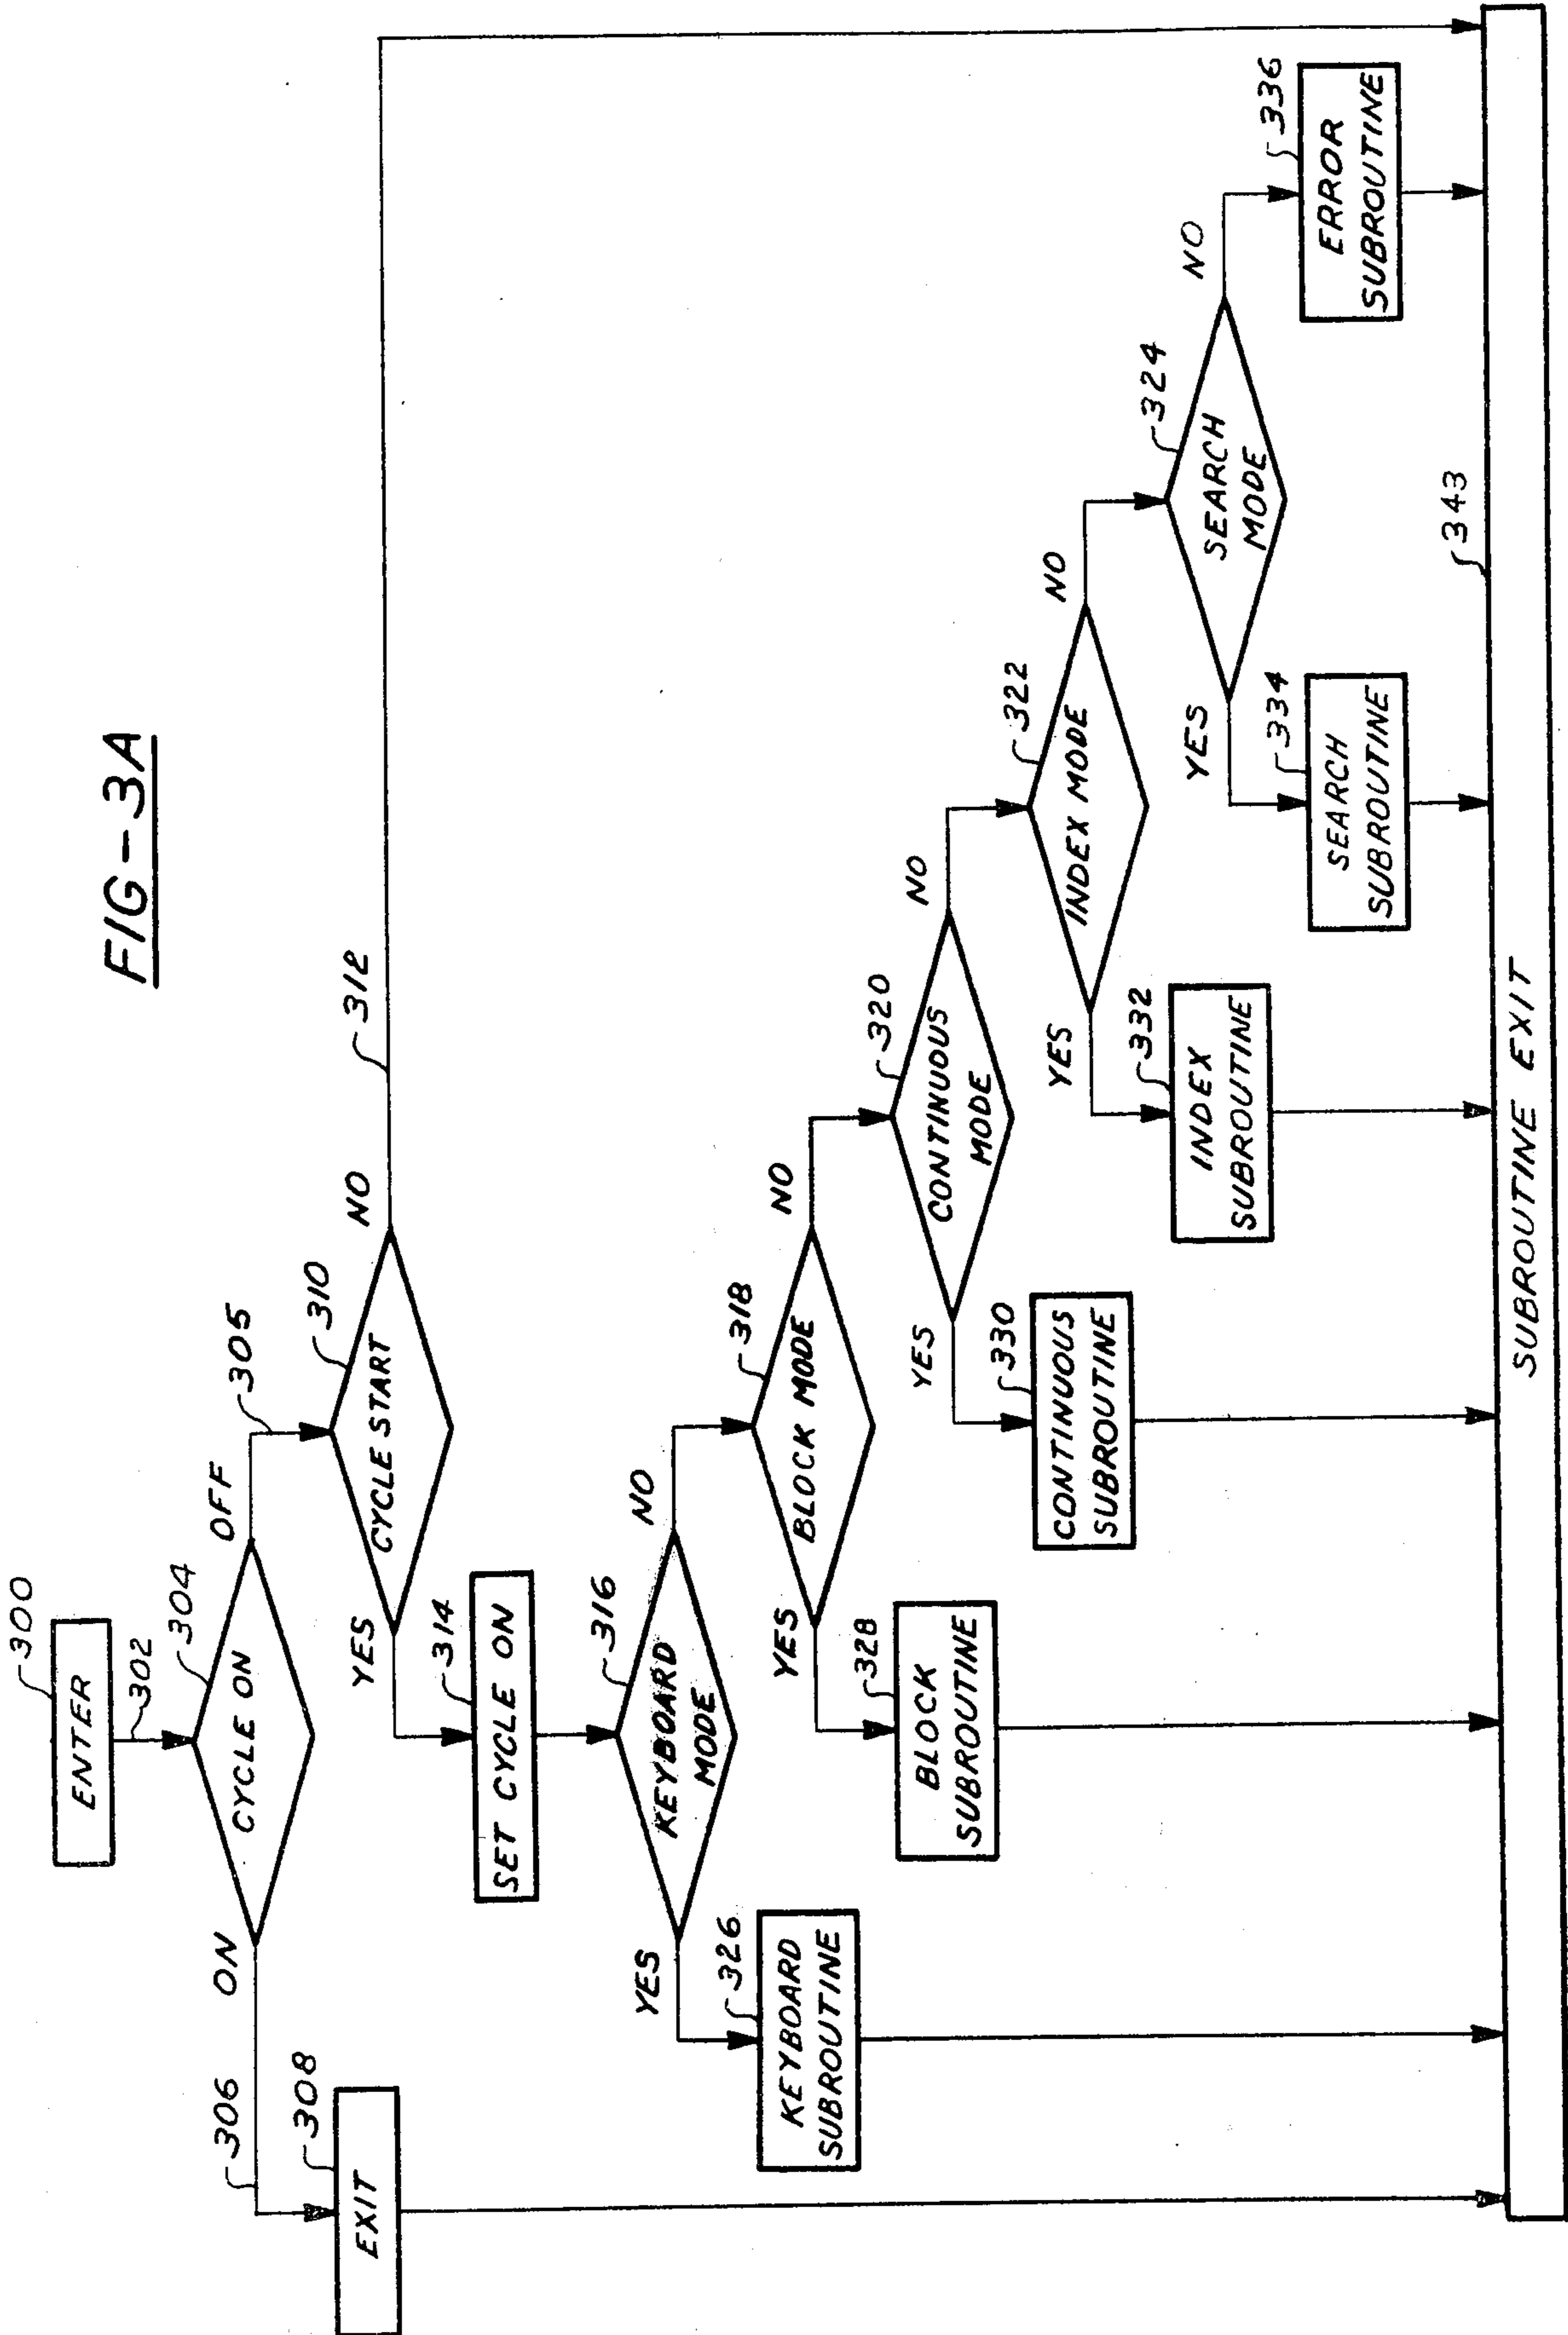 FIG-3A
300
ENTER
302
304
CYCLE ON
ON
OFF
305
306
308
EXIT
310
CYCLE START
YES
NO
312
314
SET CYCLE ON
316
KEYBOARD
MODE
YES
NO
318
BLOCK MODE
YES
NO
320
CONTINUOUS
MODE
YES
NO
322
INDEX MODE
YES
NO
324
SEARCH
MODE
YES
NO
326
KEYBOARD
SUBROUTINE
328
BLOCK
SUBROUTINE
330
CONTINUOUS
SUBROUTINE
332
INDEX
SUBROUTINE
334
SEARCH
SUBROUTINE
336
ERROR
SUBROUTINE
343
SUBROUTINE EXIT